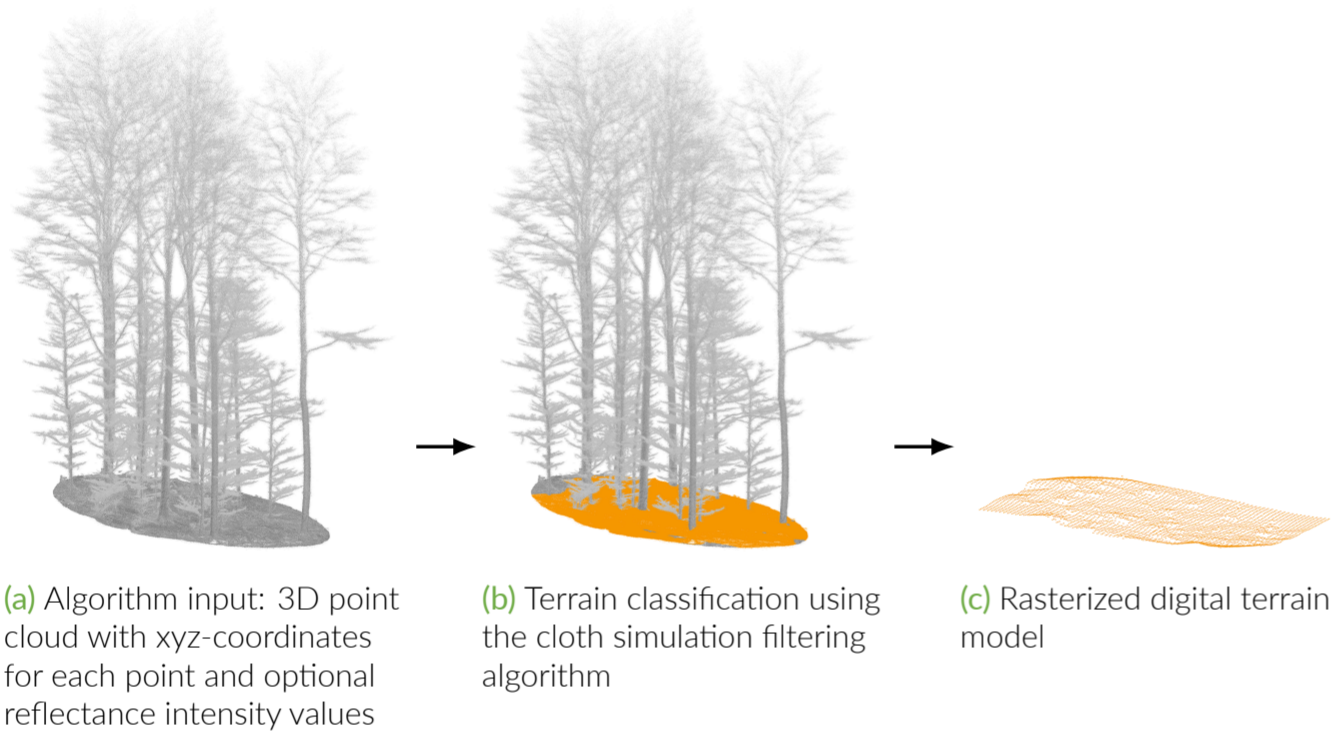 (a) Algorithm input: 3D point
cloud with xyz-coordinates
for each point and optional
reflectance intensity values
(b) Terrain classification using
the cloth simulation filtering
algorithm
(c) Rasterized digital terrain
model